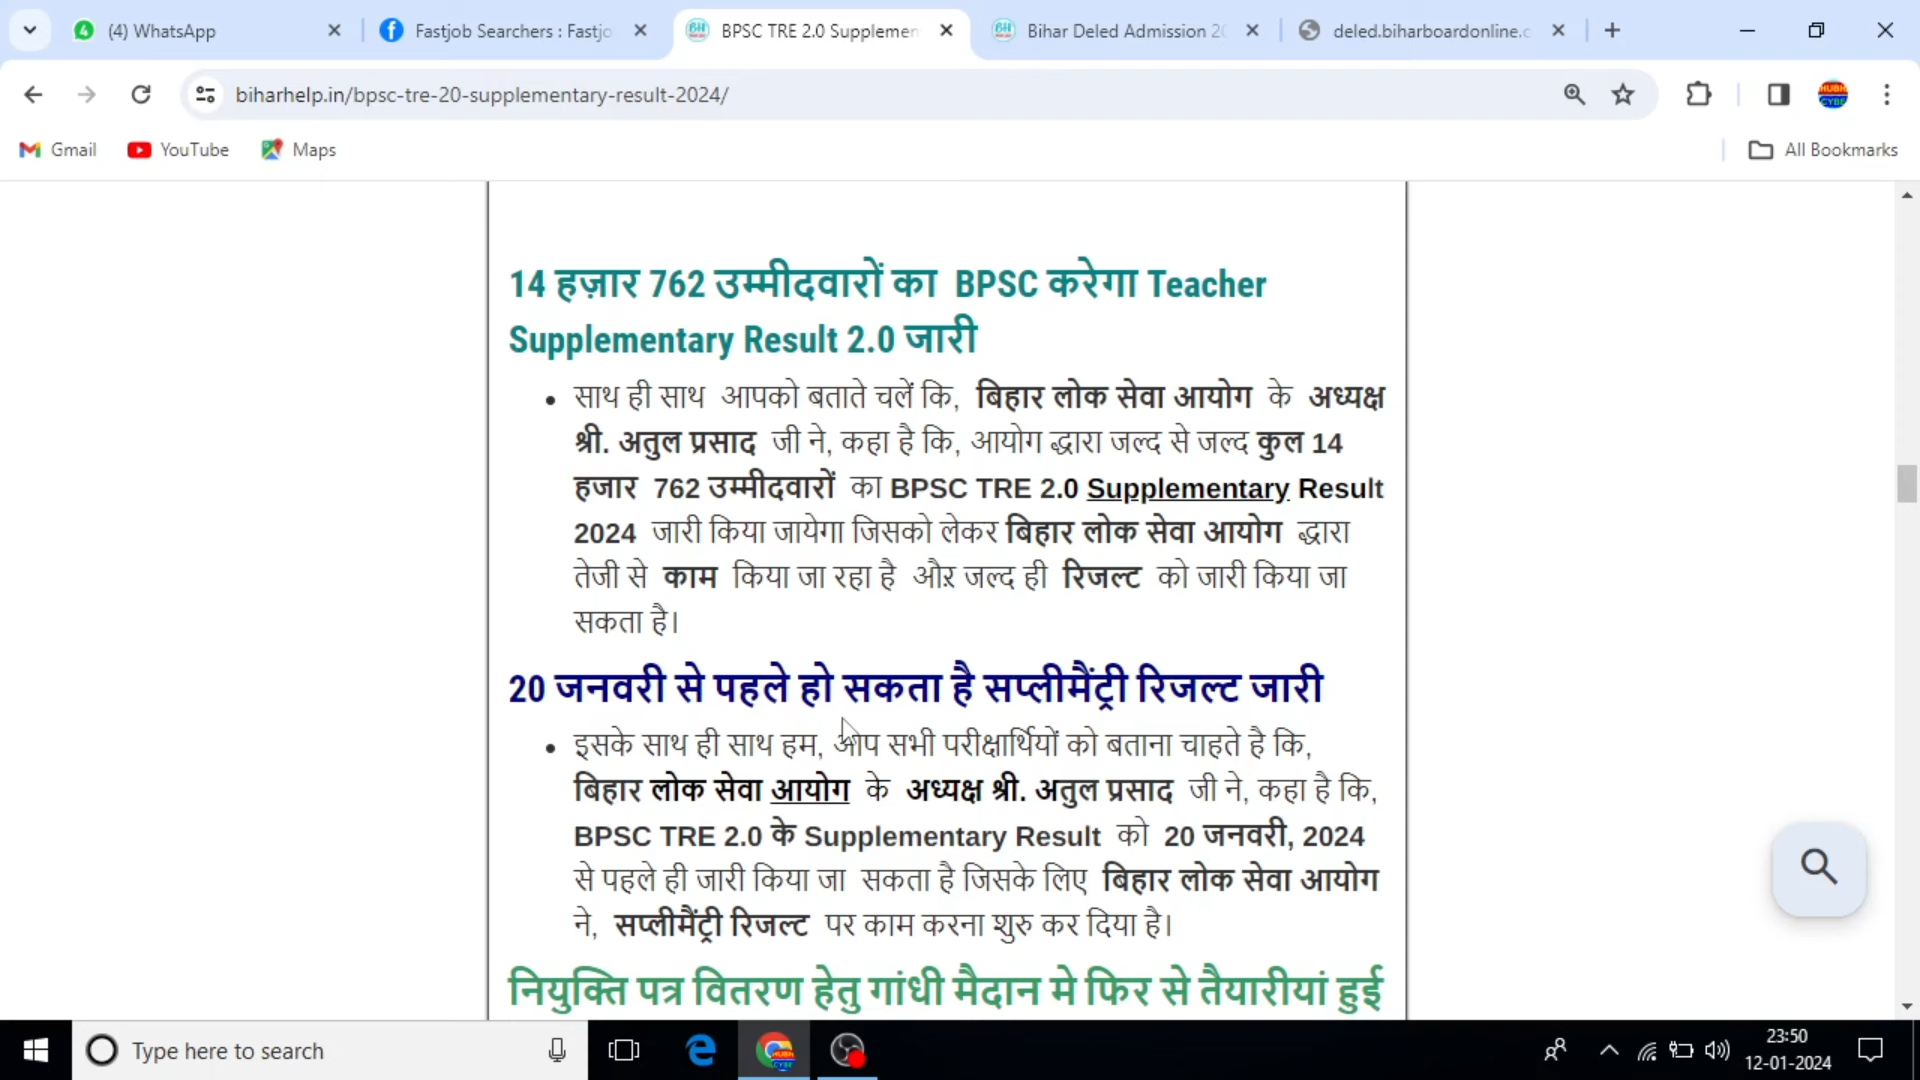 (4) WhatsApp
Fastjob Searchers : Fastjo
BPSC TRE 2.0 Supplemen
Bihar Deled Admission 20
deled.biharboardonline.c
biharhelp.in/bpsc-tre-20-supplementary-result-2024/
Gmail
YouTube
Maps
All Bookmarks
14 हज़ार 762 उम्मीदवारों का BPSC करेगा Teacher
Supplementary Result 2.0 जारी
साथ ही साथ आपको बताते चलें कि, बिहार लोक सेवा आयोग के अध्यक्ष
श्री. अतुल प्रसाद जी ने, कहा है कि, आयोग द्धारा जल्द से जल्द कुल 14
हजार 762 उम्मीदवारों का BPSC TRE 2.0 Supplementary Result
2024 जारी किया जायेगा जिसको लेकर बिहार लोक सेवा आयोग द्धारा
तेजी से काम किया जा रहा है औऱ जल्द ही रिजल्ट को जारी किया जा
सकता है।
20 जनवरी से पहले हो सकता है सप्लीमैंट्री रिजल्ट जारी
इसके साथ ही साथ हम, आप सभी परीक्षार्थियों को बताना चाहते है कि,
बिहार लोक सेवा आयोग के अध्यक्ष श्री. अतुल प्रसाद जी ने, कहा है कि,
BPSC TRE 2.0 के Supplementary Result को 20 जनवरी, 2024
से पहले ही जारी किया जा सकता है जिसके लिए बिहार लोक सेवा आयोग
ने, सप्लीमैंट्री रिजल्ट पर काम करना शुरु कर दिया है।
नियुक्ति पत्र वितरण हेतु गांधी मैदान मे फिर से तैयारीयां हुई
Type here to search
23:50
12-01-2024